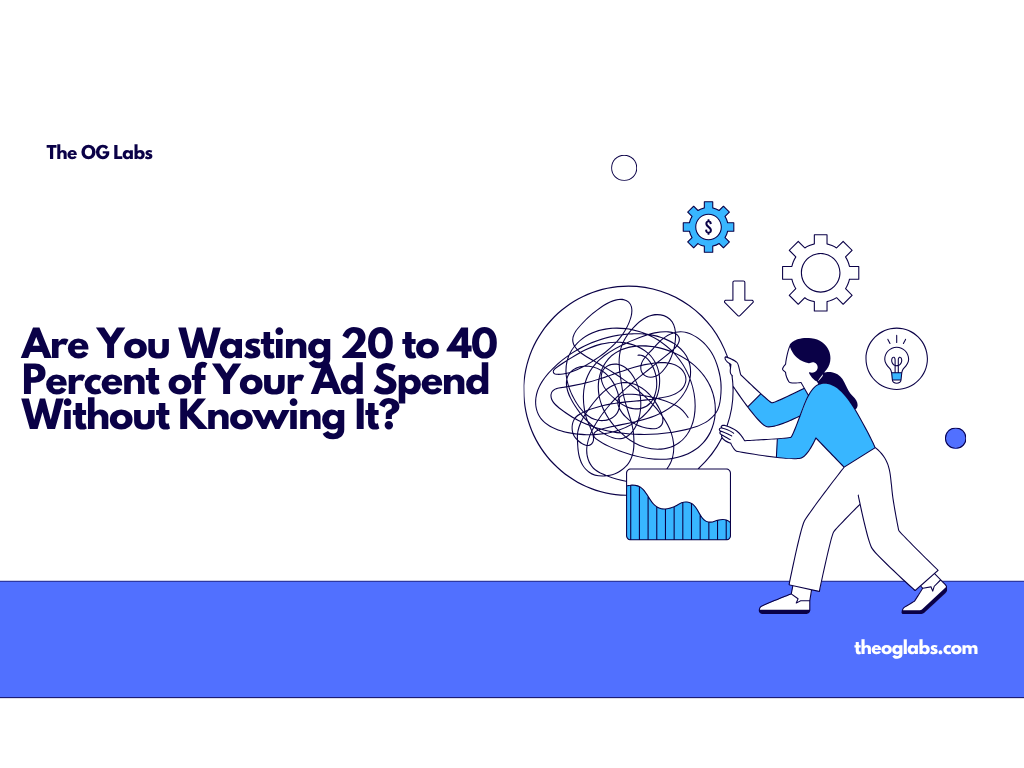 The OG Labs
$
Are You Wasting 20 to 40
Percent of Your Ad Spend
Without Knowing It?
theoglabs.com